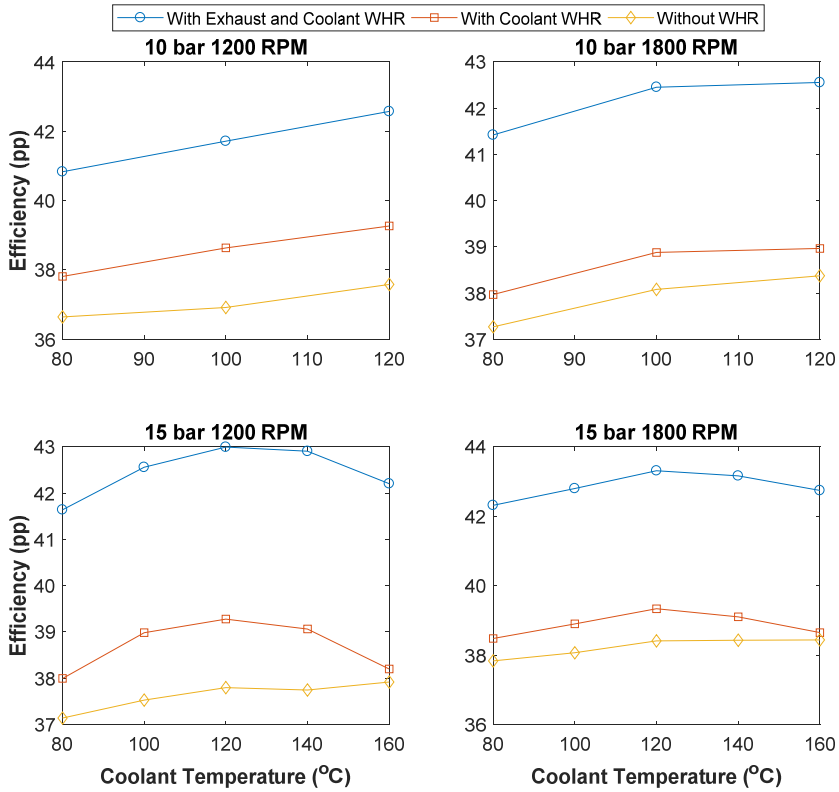 With Exhaust and Coolant WHR With Coolant WHR Without WHR
10 bar 1200 RPM
44
42
40
38
36
Efficiency (pp)
80 90 100 110 120
10 bar 1800 RPM
43
42
41
40
39
38
37
80 90 100 110 120
15 bar 1200 RPM
43
42
41
40
39
38
37
Efficiency (pp)
80 100 120 140 160
Coolant Temperature (°C)
15 bar 1800 RPM
44
42
40
38
36
80 100 120 140 160
Coolant Temperature (°C)